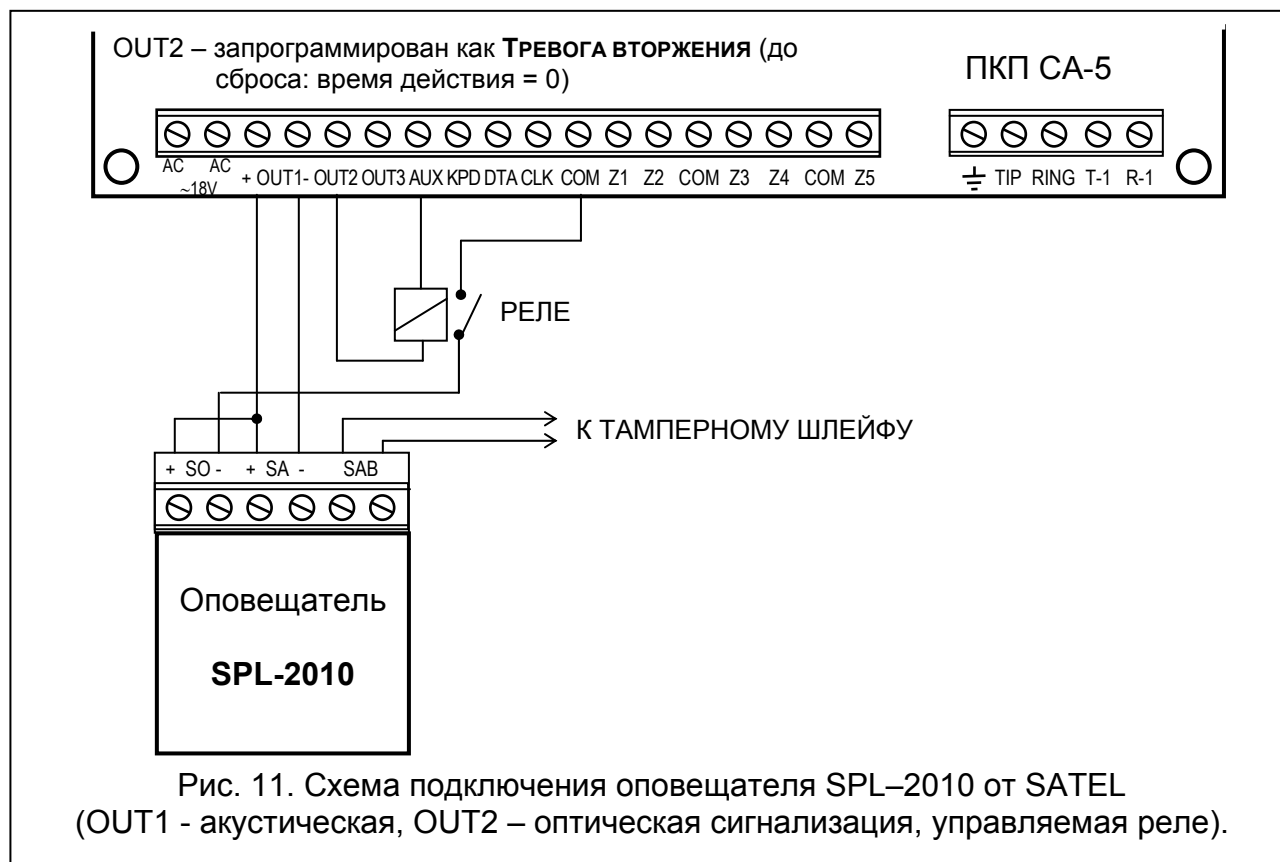 OUT2 – запрограммирован как ТРЕВОГА ВТОРЖЕНИЯ (до
сброса: время действия = 0)
ПКП CA-5
AC AC + OUT1- OUT2 OUT3 AUX KPD DTA CLK COM Z1 Z2 COM Z3 Z4 COM Z5
~18V
TIP RING T-1 R-1
РЕЛЕ
К ТАМПЕРНОМУ ШЛЕЙФУ
+ SO - + SA - SAB
Оповещатель
SPL-2010
Рис. 11. Схема подключения оповещателя SPL–2010 от SATEL
(OUT1 - акустическая, OUT2 – оптическая сигнализация, управляемая реле).